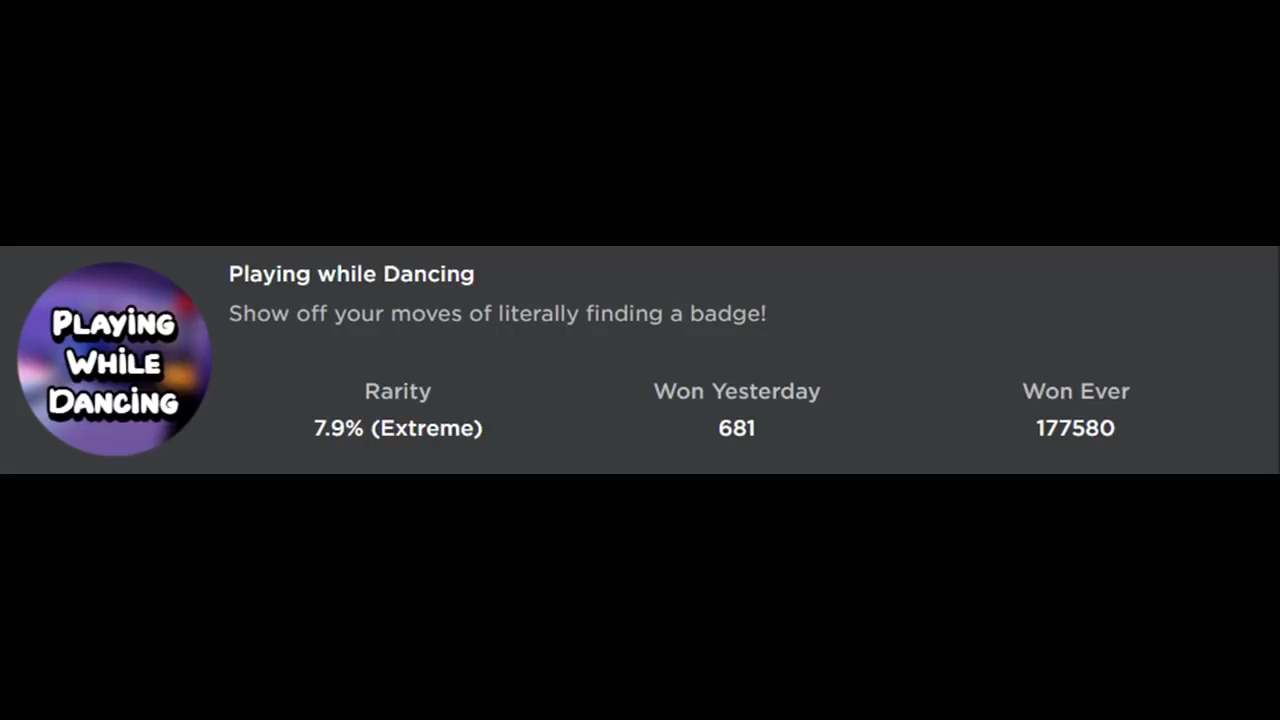 PLAYING
WHILE
DANCING
Playing while Dancing
Show off your moves of literally finding a badge!
Rarity
Won Yesterday
Won Ever
7.9% (Extreme)
681
177580